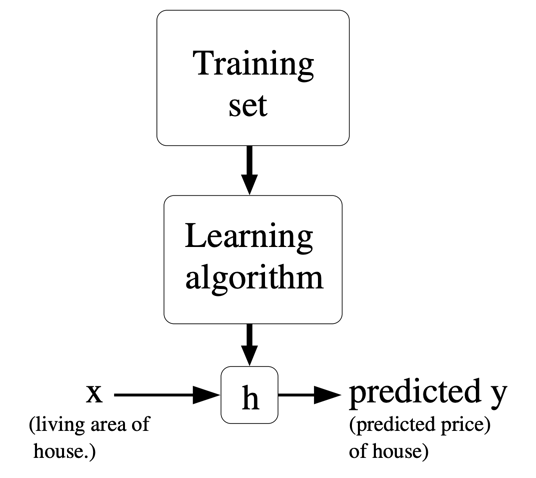 Training
set
Learning
algorithm
x
h
predicted y
(living area of
house.)
(predicted price)
of house)